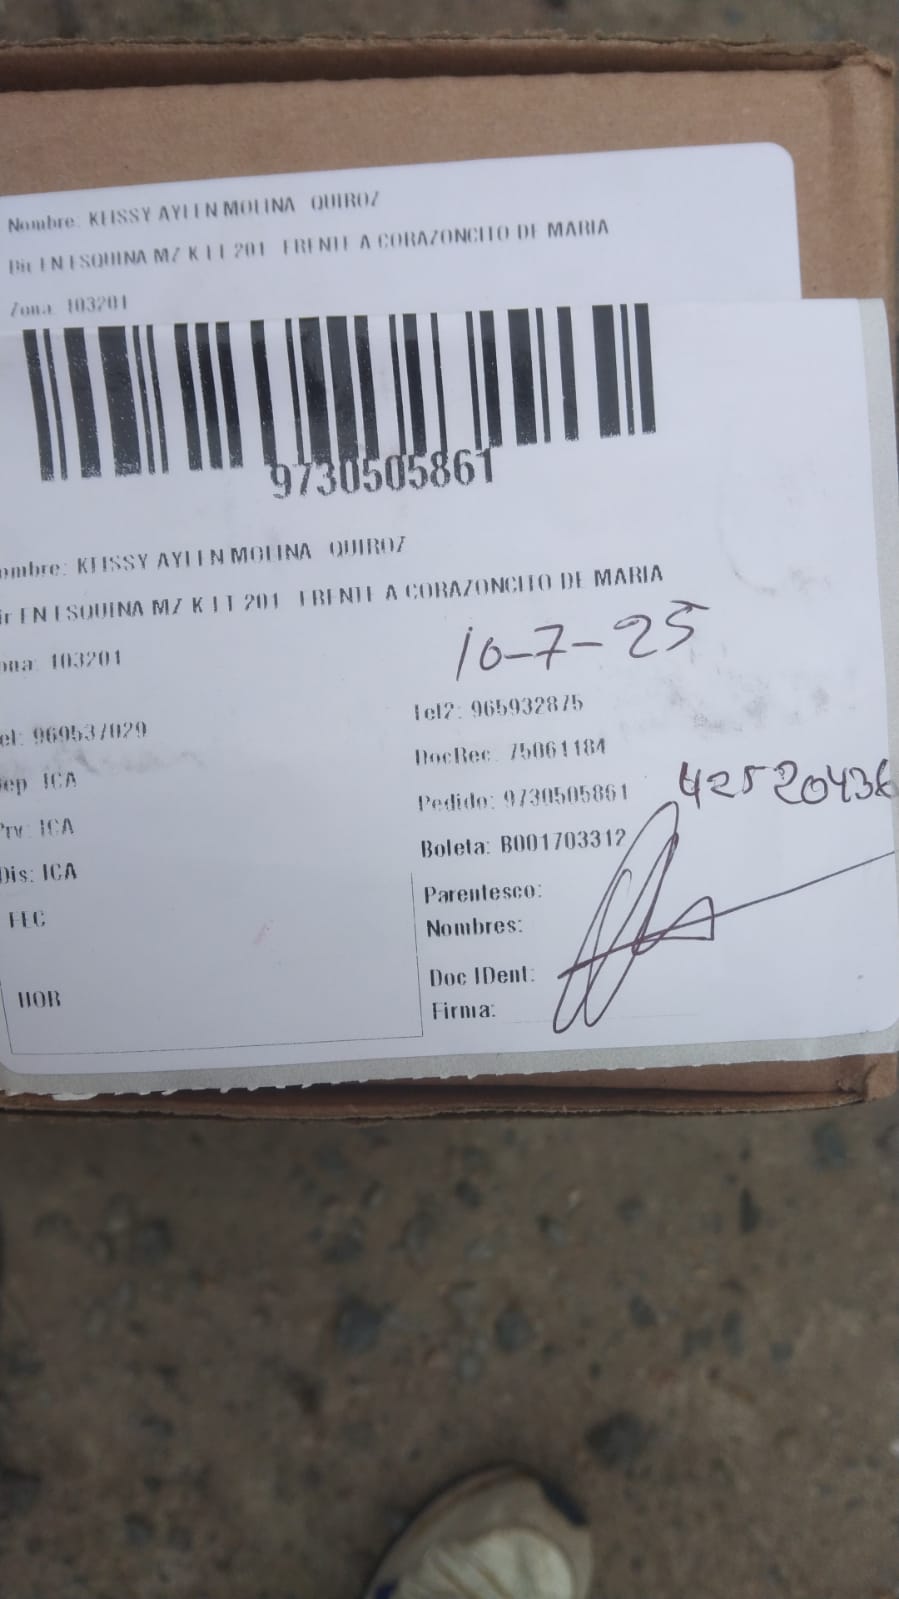 Nombre: KEISSY AYLEN MOLINA QUIROZ
Dir EN ESQUINA MZ K LT 201 FRENTE A CORAZONCITO DE MARIA
Zona: 103201
9730505861
ombre: KEISSY AYLEN MOLINA QUIROZ
ir EN ESQUINA MZ K LT 201 FRENTE A CORAZONCITO DE MARIA
10-7-25
ona: 103201
Tel2: 965932875
el: 969537029
DocRec: 75061184
ep: ICA
Pedido: 9730505861
42520436
Prv: ICA
Boleta: B001703312
Dis: ICA
Parentesco:
FEC
Nombres:
Doc IDent:
HOR
Firma: